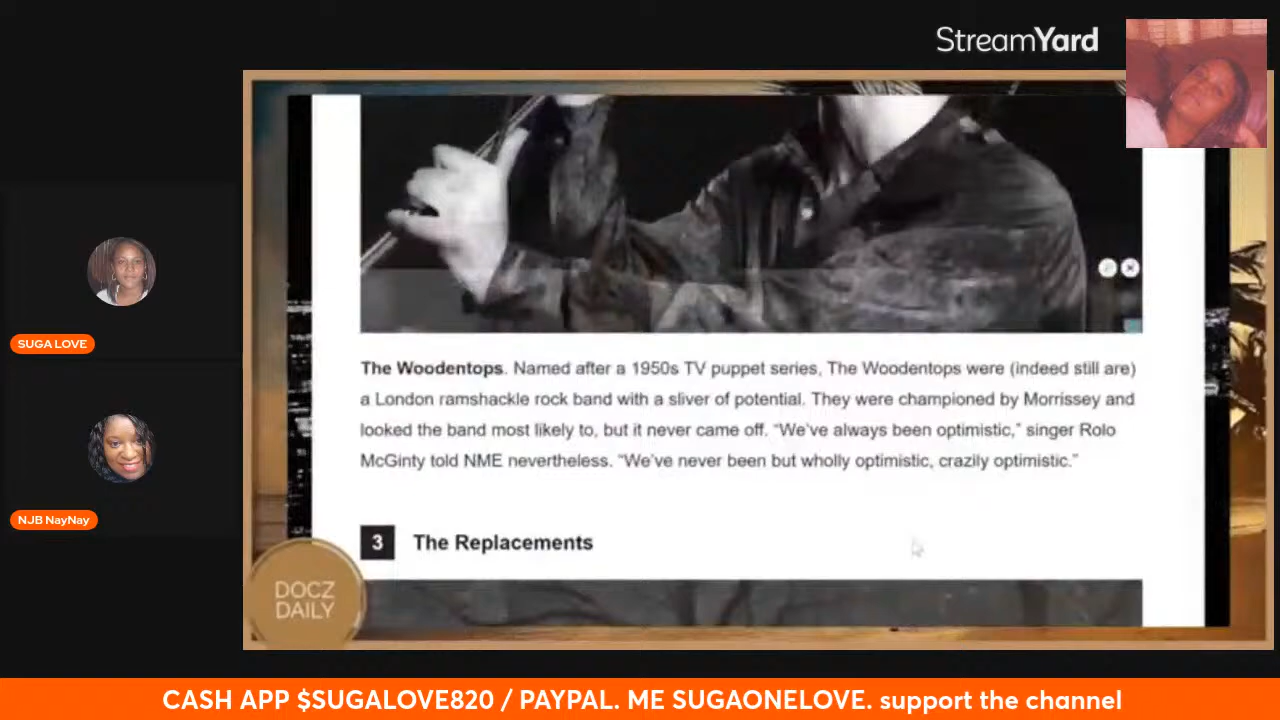 StreamYard
The Woodentops. Named after a 1950s TV puppet series, The Woodentops were (indeed still are)
a London ramshackle rock band with a sliver of potential. They were championed by Morrissey and
looked the band most likely to, but it never came off. “We’ve always been optimistic,” singer Rolo
McGinty told NME nevertheless. “We’ve never been but wholly optimistic, crazily optimistic.”
3 The Replacements
SUGA LOVE
NJB NayNay
DOCZ
DAILY
CASH APP $SUGALOVE820 / PAYPAL. ME SUGAONELOVE. support the channel